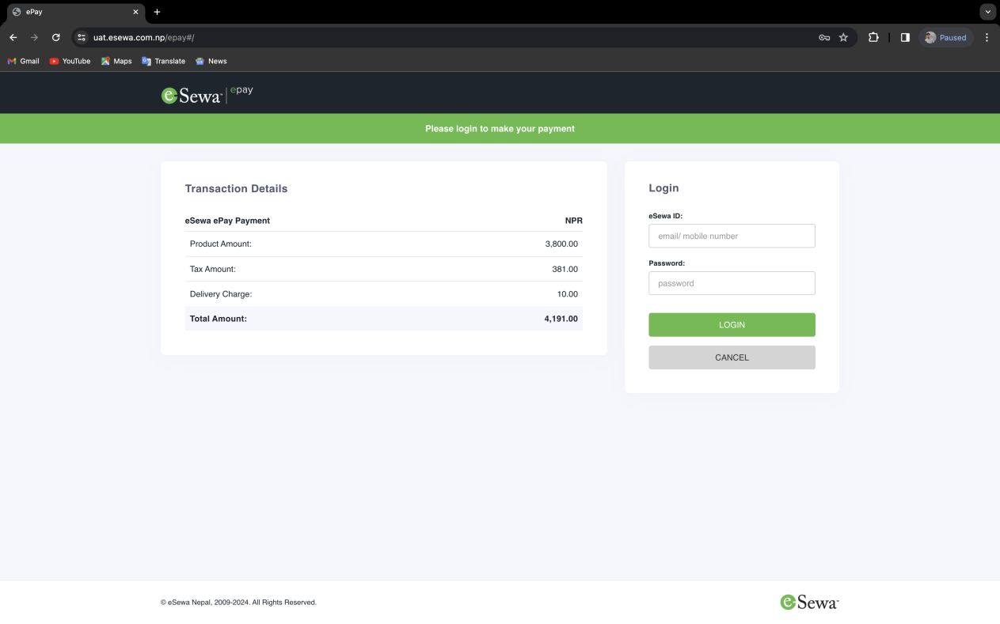 ePay
uat.esewa.com.np/epay#/
Paused
Gmail YouTube Maps Translate News
eSewa epay
Please login to make your payment
Transaction Details
eSewa ePay Payment NPR
Product Amount: 3,800.00
Tax Amount: 381.00
Delivery Charge: 10.00
Total Amount: 4,191.00
Login
eSewa ID:
email/ mobile number
Password:
password
LOGIN
CANCEL
© eSewa Nepal, 2009-2024. All Rights Reserved.
eSewa